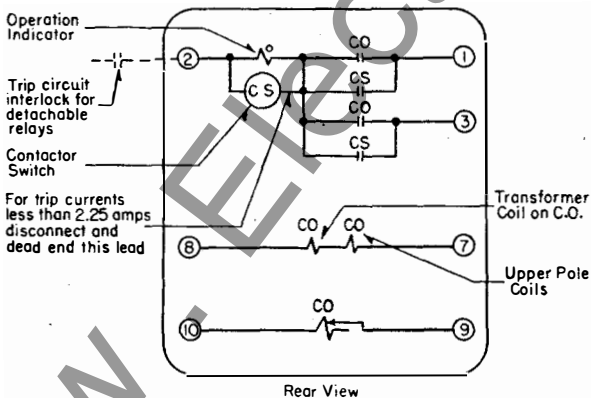 Operation
Indicator
2
CO
1
CS
CS
CO
3
CS
Trip circuit
interlock for
detachable
relays
Contactor
Switch
For trip currents
less than 2.25 amps
disconnect and
dead end this lead
Transformer
Coil on C.O.
CO
CO
8
7
Upper Pole
Coils
CO
10
9
Rear View